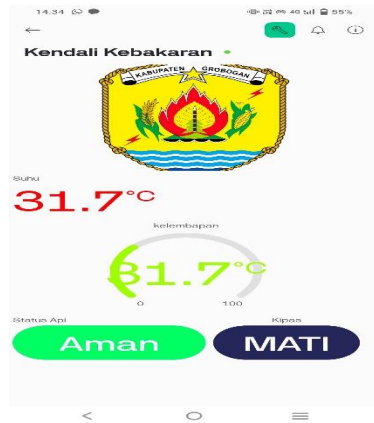 14.34 55%
Kendali Kebakaran
KABUPATEN GROBOGAN
Suhu
31.7°C
kelembapan
31.7°C
0 100
Status Api Kipas
Aman MATI